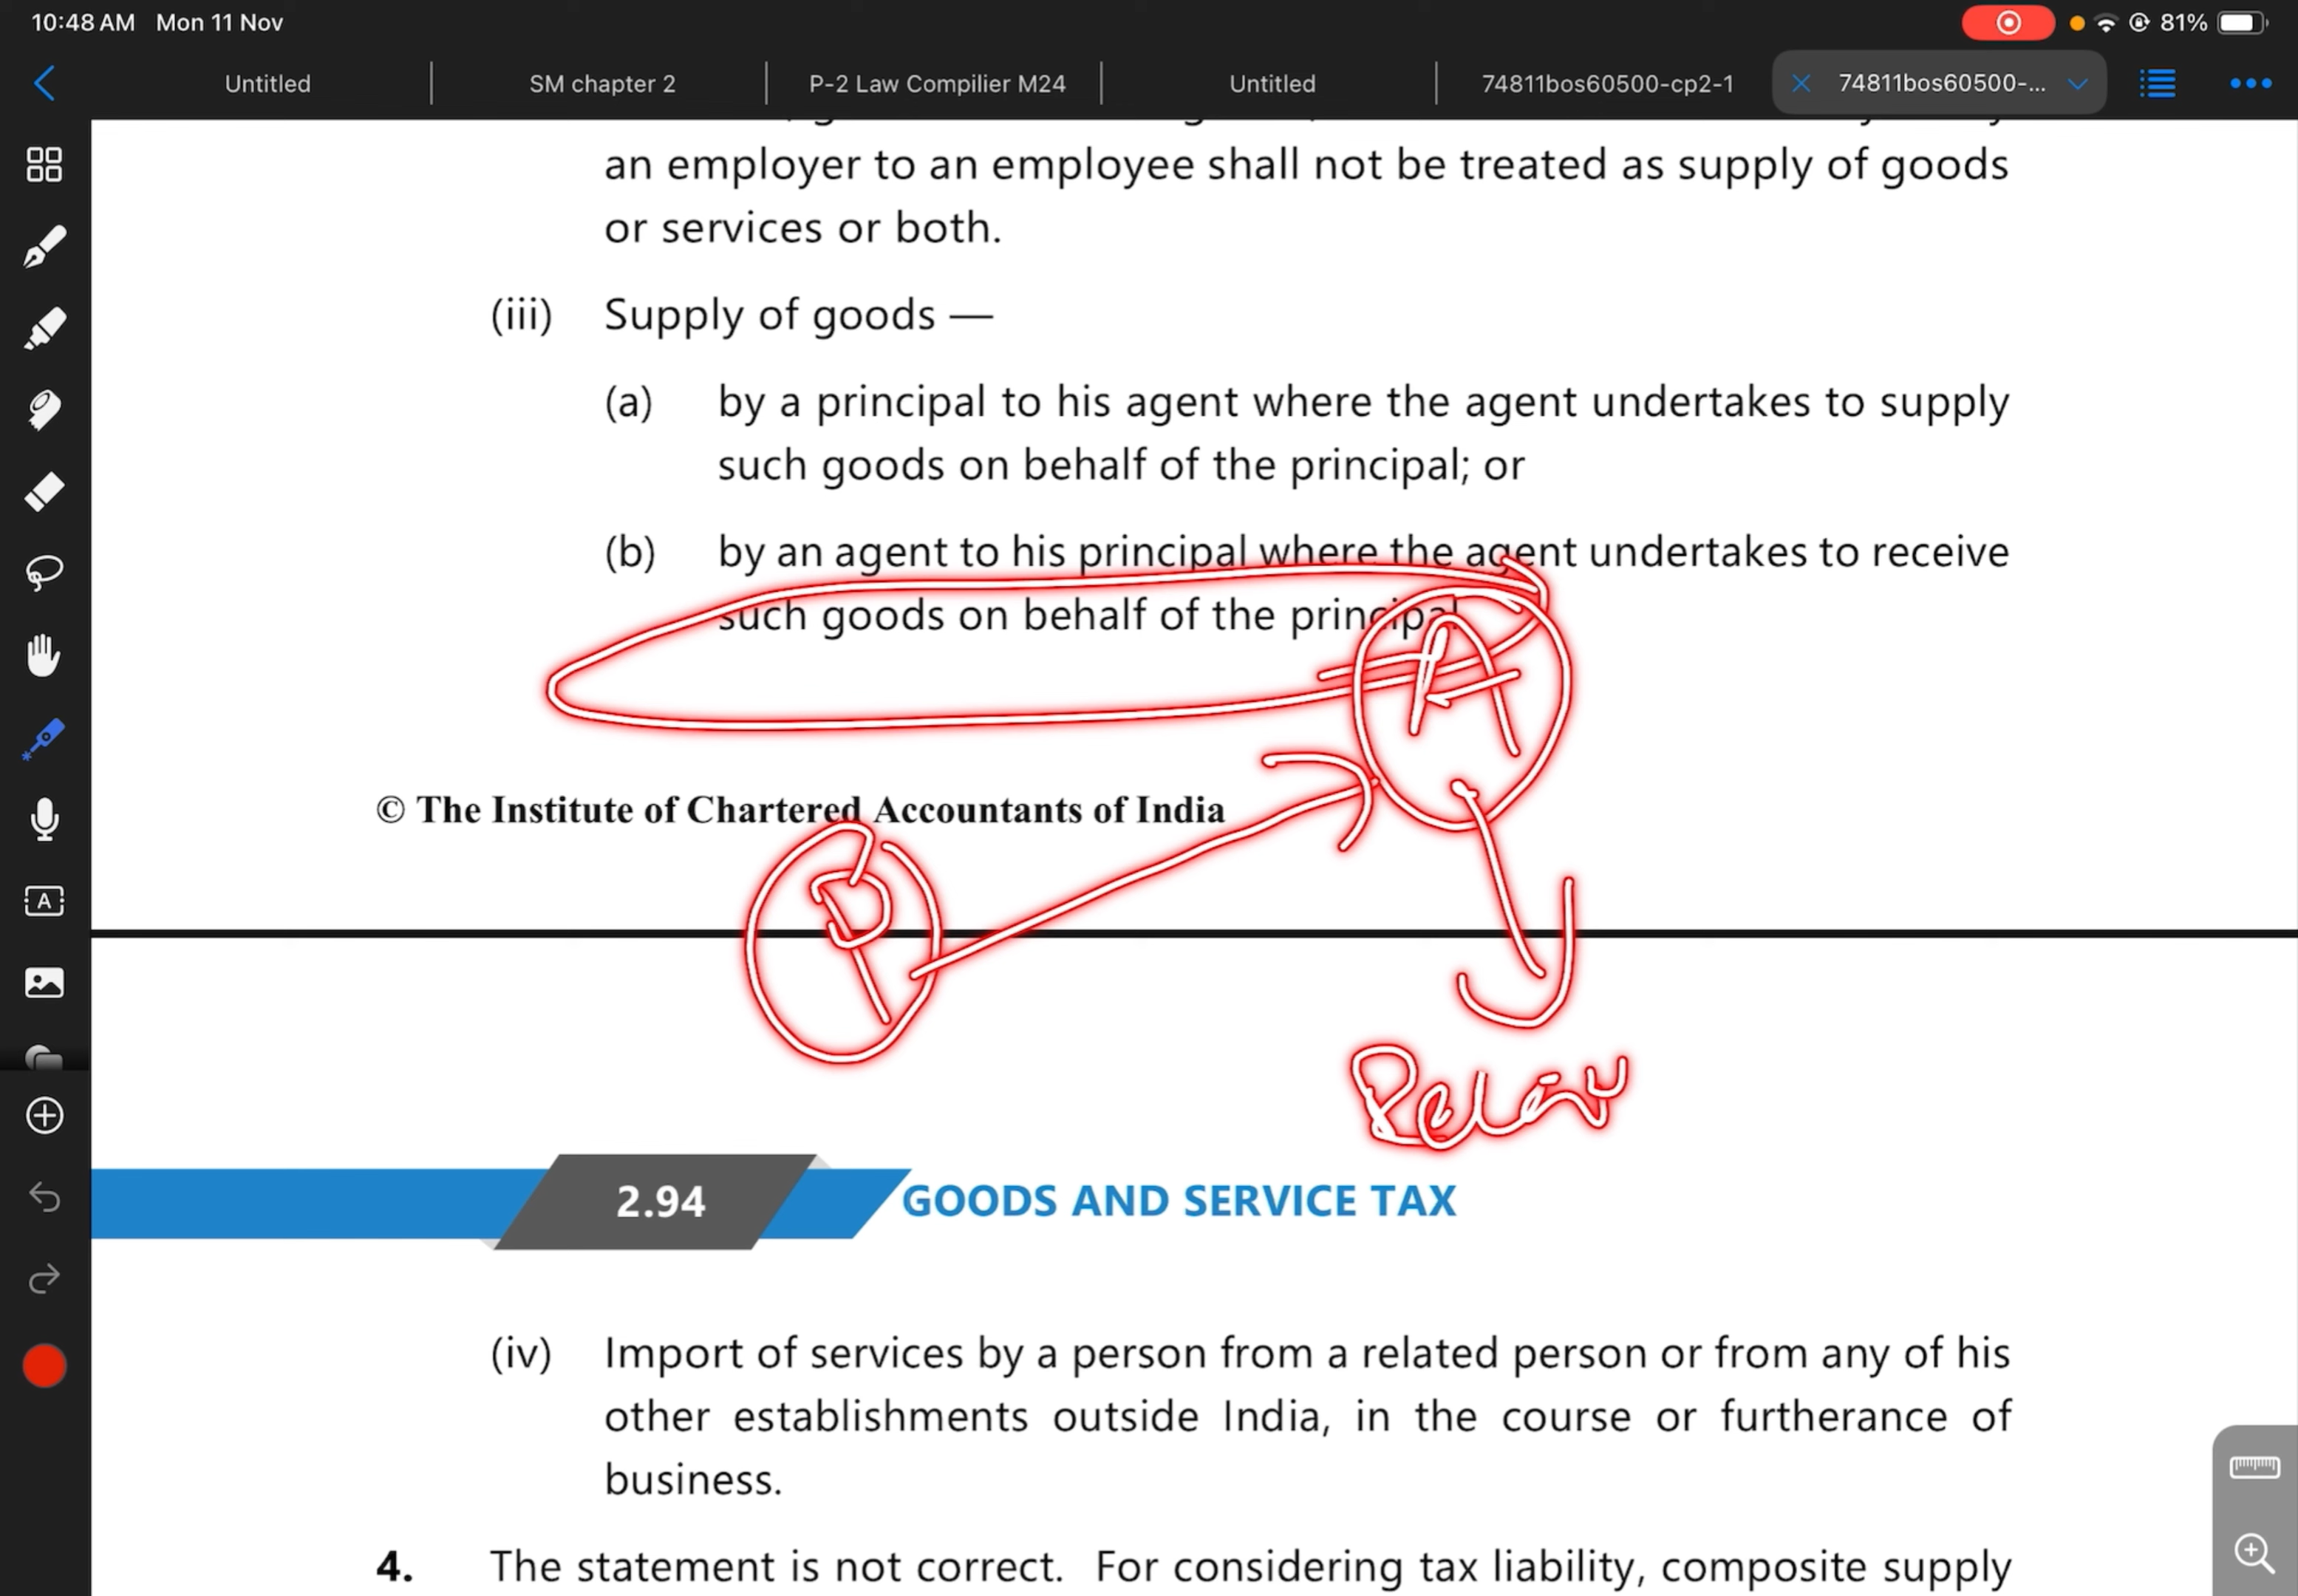 10:48 AM Mon 11 Nov
81%
Untitled
SM chapter 2
P-2 Law Compilier M24
Untitled
74811bos60500-cp2-1
74811bos60500-...
an employer to an employee shall not be treated as supply of goods
or services or both.
(iii) Supply of goods —
(a) by a principal to his agent where the agent undertakes to supply
such goods on behalf of the principal; or
(b) by an agent to his principal where the agent undertakes to receive
such goods on behalf of the principal
A
© The Institute of Chartered Accountants of India
P
2.94 GOODS AND SERVICE TAX
(iv) Import of services by a person from a related person or from any of his
other establishments outside India, in the course or furtherance of
business.
4. The statement is not correct. For considering tax liability, composite supply